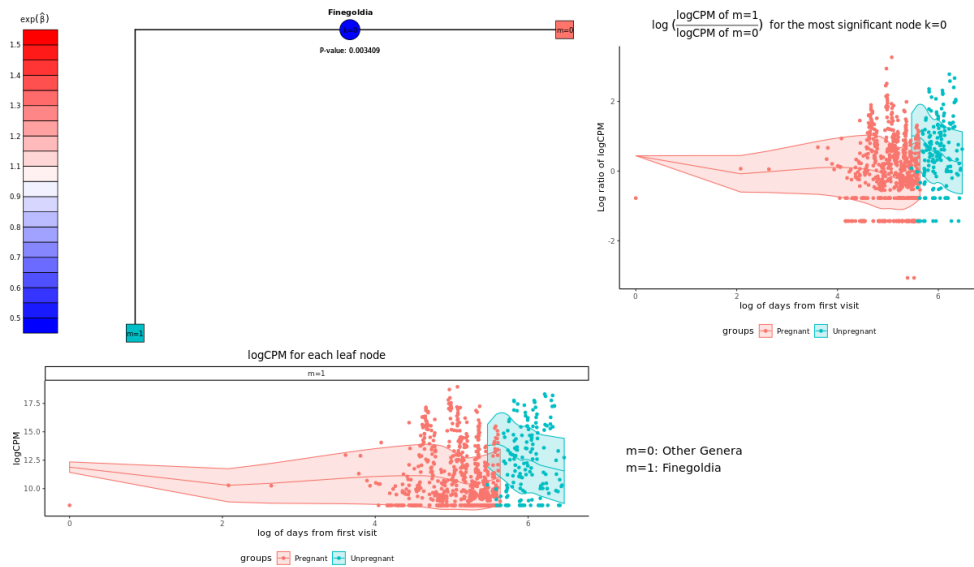 exp(β̂)
1.5
1.4
1.3
1.2
1.1
1.0
0.9
0.8
0.7
0.6
0.5
Finegoldia
k=0
P-value: 0.003409
m=0
m=1
log (logCPM of m=1 / logCPM of m=0) for the most significant node k=0
Log ratio of logCPM
2
0
-2
0 2 4 6
log of days from first visit
groups Pregnant Unpregnant
logCPM for each leaf node
m=1
logCPM
17.5
15.0
12.5
10.0
0 2 4 6
log of days from first visit
groups Pregnant Unpregnant
m=0: Other Genera
m=1: Finegoldia